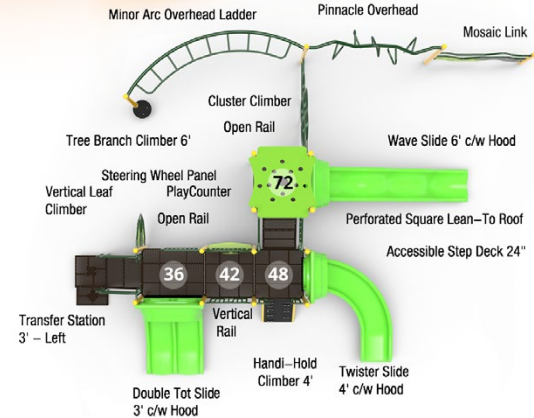 Minor Arc Overhead Ladder
Pinnacle Overhead
Mosaic Link
Cluster Climber
Open Rail
Tree Branch Climber 6'
Wave Slide 6' c/w Hood
Steering Wheel Panel
PlayCounter
Vertical Leaf
Climber
Open Rail
72
Perforated Square Lean-To Roof
Accessible Step Deck 24"
36
42
48
Transfer Station
3' - Left
Vertical
Rail
Handi-Hold
Climber 4'
Twister Slide
4' c/w Hood
Double Tot Slide
3' c/w Hood